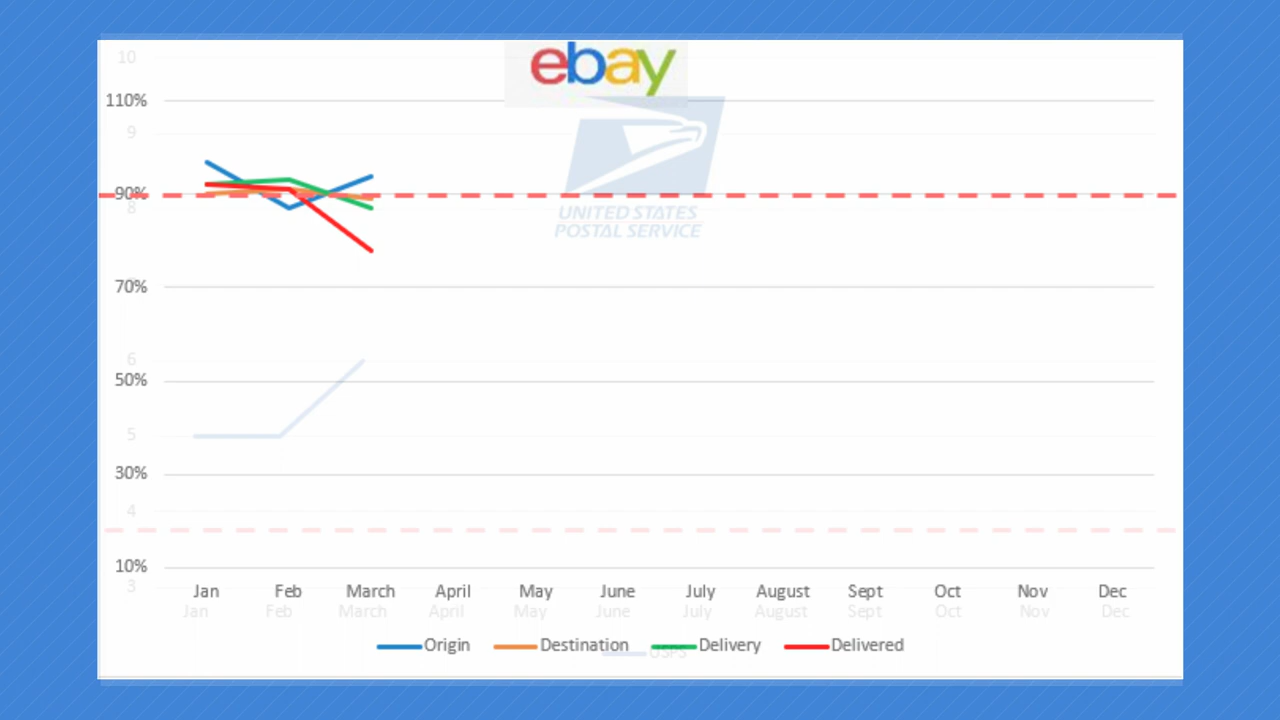 ebay
10
110%
9
UNITED STATES
POSTAL SERVICE
90%
8
70%
6
50%
5
30%
4
10%
3
Jan Feb March April May June July August Sept Oct Nov Dec
Jan Feb March April May June July August Sept Oct Nov Dec
Origin Destination Delivery Delivered
USPS